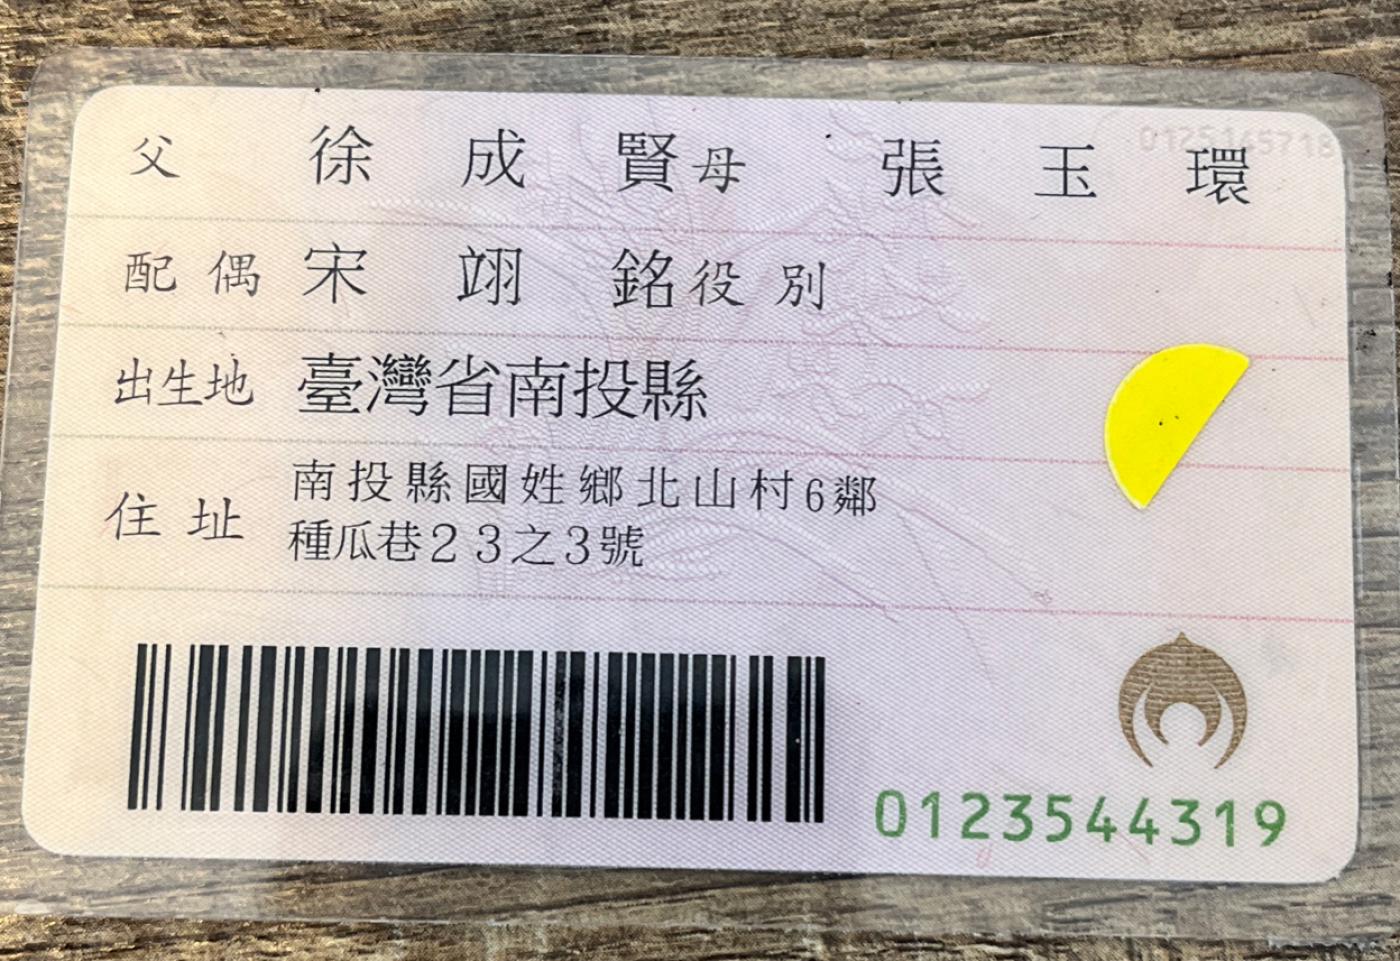 父 徐成賢 母 張玉環
配偶 宋翊銘 役別
出生地 臺灣省南投縣
住址 南投縣國姓鄉北山村6鄰
種瓜巷23之3號
0123544319